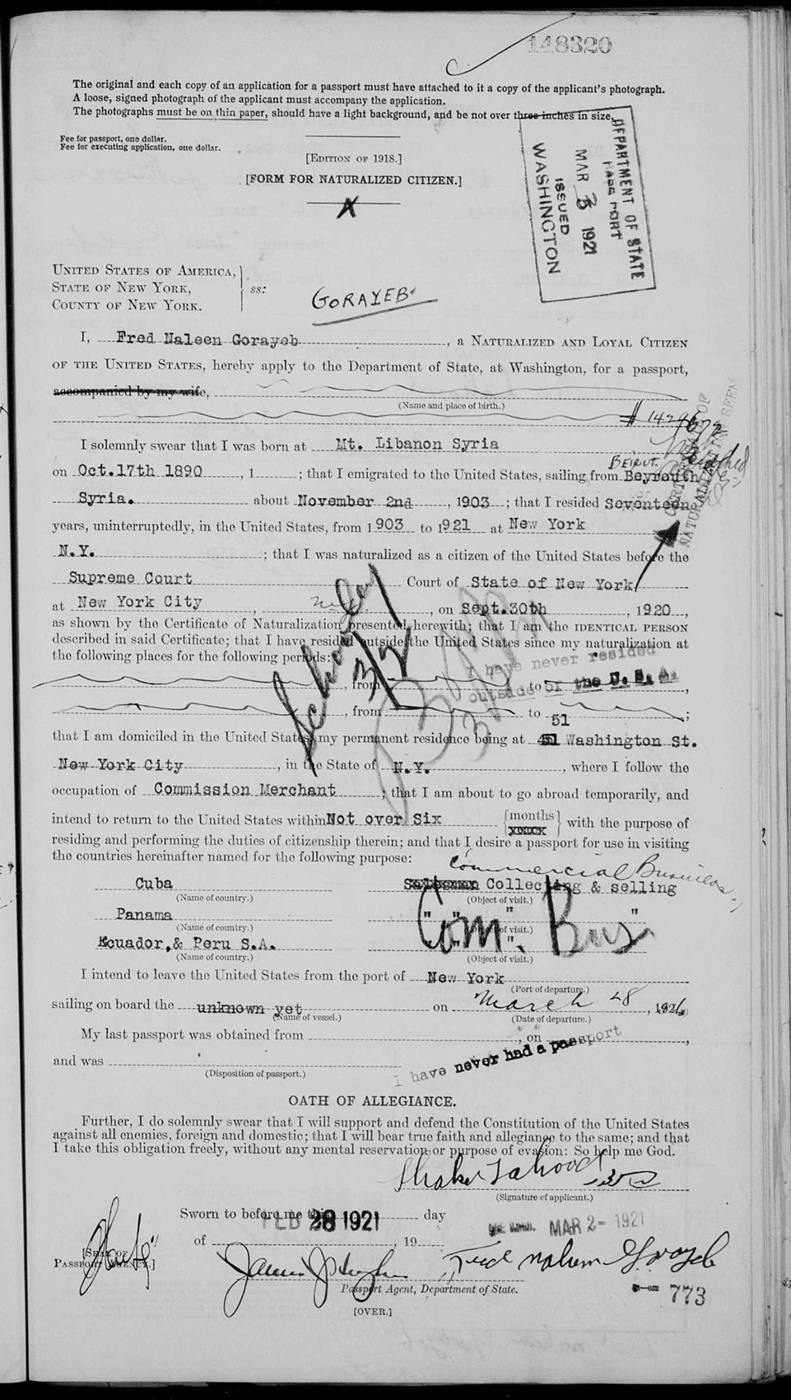 148320
The original and each copy of an application for a passport must have attached to it a copy of the applicant's photograph.
A loose, signed photograph of the applicant must accompany the application.
The photographs must be on thin paper, should have a light background, and be not over three inches in size.
Fee for passport, one dollar.
Fee for executing application, one dollar.
[EDITION OF 1918.]
[FORM FOR NATURALIZED CITIZEN.]
X
DEPARTMENT OF STATE
PASSPORT
MAR 3 1921
ISSUED
WASHINGTON
UNITED STATES OF AMERICA,
STATE OF NEW YORK,
COUNTY OF NEW YORK.
ss:
GORAYEB
I, Fred Naleen Gorayeb, a NATURALIZED AND LOYAL CITIZEN
OF THE UNITED STATES, hereby apply to the Department of State, at Washington, for a passport,
accompanied by my wife,
(Name and place of birth.)
CERTIFICATE OF
NATURALIZATION SEEN
I solemnly swear that I was born at Mt. Libanon Syria
BEIRUT.
on Oct.17th 1890, 1; that I emigrated to the United States, sailing from Beyrouth
Syria. about November 2nd, 1903; that I resided Seventeen
years, uninterruptedly, in the United States, from 1903 to 1921 at New York
N.Y.; that I was naturalized as a citizen of the United States before the
Supreme Court Court of State of New York
at New York City, on Sept.30th, 1920,
as shown by the Certificate of Naturalization presented herewith; that I am the IDENTICAL PERSON
described in said Certificate; that I have resided outside the United States since my naturalization at
the following places for the following periods:
I have never resided
outside of the U. S. A.
, from to,
, from to;
51
that I am domiciled in the United States, my permanent residence being at 51 Washington St.
New York City, in the State of N.Y., where I follow the
occupation of Commission Merchant; that I am about to go abroad temporarily, and
intend to return to the United States within Not over Six {months} with the purpose of
residing and performing the duties of citizenship therein; and that I desire a passport for use in visiting
the countries hereinafter named for the following purpose:
Commercial Business
Cuba Salesman Collecting & selling
(Name of country.) (Object of visit.)
Panama " " " "
(Name of country.) (Object of visit.)
Ecuador,& Peru S.A. " "
(Name of country.) (Object of visit.)
Com. Bus
I intend to leave the United States from the port of New York
(Port of departure.)
sailing on board the unknown yet on March 28, 192
(Name of vessel.) (Date of departure.)
My last passport was obtained from, on,
and was
I have never had a passport
(Disposition of passport.)
OATH OF ALLEGIANCE.
Further, I do solemnly swear that I will support and defend the Constitution of the United States
against all enemies, foreign and domestic; that I will bear true faith and allegiance to the same; and that
I take this obligation freely, without any mental reservation or purpose of evasion: So help me God.
(Signature of applicant.)
Sworn to before me this FEB 28 1921 day
MAR 2- 1921
of, 19
[SEAL OF
PASSPORT AGENCY.]
Fred Gorayeb
Passport Agent, Department of State.
773
[OVER.]